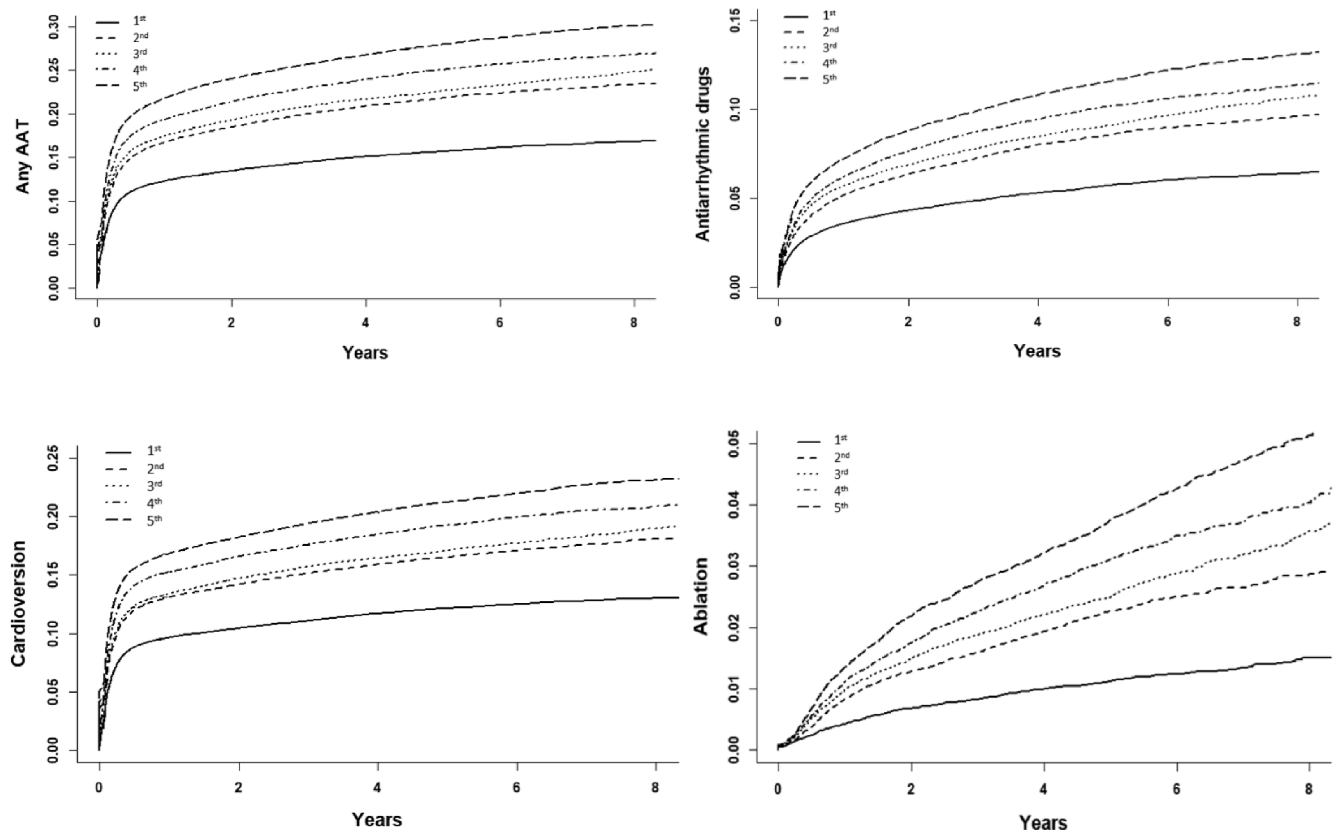 Any AAT
0.30
0.25
0.20
0.15
0.10
0.05
0.00
1st
2nd
3rd
4th
5th
0 2 4 6 8
Years
Antiarrhythmic drugs
0.15
0.10
0.05
0.00
1st
2nd
3rd
4th
5th
0 2 4 6 8
Years
Cardioversion
0.25
0.20
0.15
0.10
0.05
0.00
1st
2nd
3rd
4th
5th
0 2 4 6 8
Years
Ablation
0.05
0.04
0.03
0.02
0.01
0.00
1st
2nd
3rd
4th
5th
0 2 4 6 8
Years